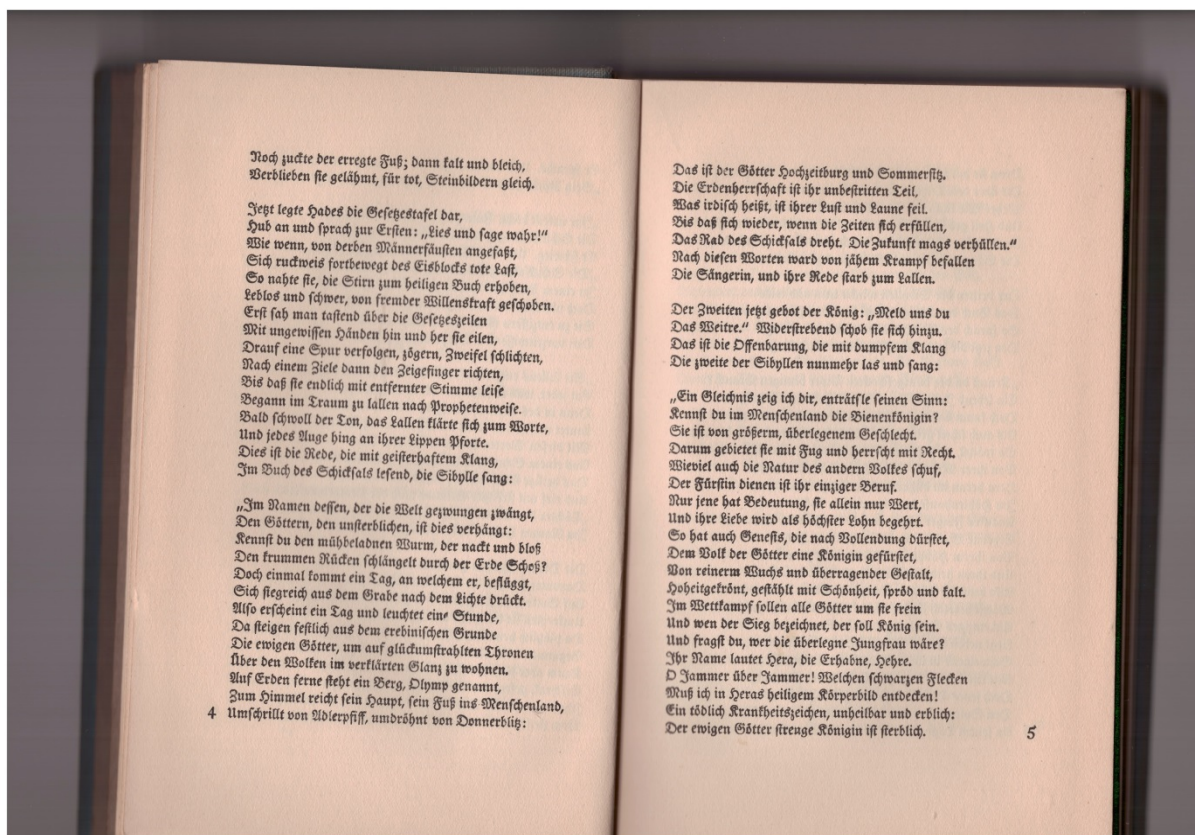 Noch zuckte der erregte Fuß; dann kalt und bleich,
Verblieben sie gelähmt, für tot, Steinbildern gleich.
Jetzt legte Hades die Gesetzestafel dar,
Hub an und sprach zur Ersten: „Lies und sage wahr!“
Wie wenn, von derben Männerfäusten angefaßt,
Sich ruckweis fortbewegt des Eisblocks tote Last,
So nahte sie, die Stirn zum heiligen Buch erhoben,
Leblos und schwer, von fremder Willenskraft geschoben.
Erst sah man tastend über die Gesetzeszeilen
Mit ungewissen Händen hin und her sie eilen,
Drauf eine Spur verfolgen, zögern, Zweifel schlichten,
Nach einem Ziele dann den Zeigefinger richten,
Bis daß sie endlich mit entfernter Stimme leise
Begann im Traum zu lallen nach Prophetenweise.
Bald schwoll der Ton, das Lallen klärte sich zum Worte,
Und jedes Auge hing an ihrer Lippen Pforte.
Dies ist die Rede, die mit geisterhaftem Klang,
Im Buch des Schicksals lesend, die Sibylle sang:
„Im Namen dessen, der die Welt gezwungen zwängt,
Den Göttern, den unsterblichen, ist dies verhängt:
Kennst du den mühbeladnen Wurm, der nackt und bloß
Den krummen Rücken schlängelt durch der Erde Schoß?
Doch einmal kommt ein Tag, an welchem er, beflüggt,
Sich siegreich aus dem Grabe nach dem Lichte drückt.
Also erscheint ein Tag und leuchtet eine Stunde,
Da steigen festlich aus dem erebinischen Grunde
Die ewigen Götter, um auf glückumstrahlten Thronen
Über den Wolken im verklärten Glanz zu wohnen.
Auf Erden ferne steht ein Berg, Olymp genannt,
Zum Himmel reicht sein Haupt, sein Fuß ins Menschenland,
4 Umschrillt von Adlerpfiff, umdröhnt von Donnerblitz:
Das ist der Götter Hochzeitburg und Sommersitz.
Die Erdenherrschaft ist ihr unbestritten Teil,
Was irdisch heißt, ist ihrer Lust und Laune feil.
Bis daß sich wieder, wenn die Zeiten sich erfüllen,
Das Rad des Schicksals dreht. Die Zukunft mags verhüllen.“
Nach diesen Worten ward von jähem Krampf befallen
Die Sängerin, und ihre Rede starb zum Lallen.
Der Zweiten jetzt gebot der König: „Meld uns du
Das Weitre.“ Widerstrebend schob sie sich hinzu.
Das ist die Offenbarung, die mit dumpfem Klang
Die zweite der Sibyllen nunmehr las und sang:
„Ein Gleichnis zeig ich dir, enträtsle seinen Sinn:
Kennst du im Menschenland die Bienenkönigin?
Sie ist von größerm, überlegenem Geschlecht.
Darum gebietet sie mit Fug und herrscht mit Recht.
Wieviel auch die Natur des andern Volkes schuf,
Der Fürstin dienen ist ihr einziger Beruf.
Nur jene hat Bedeutung, sie allein nur Wert,
Und ihre Liebe wird als höchster Lohn begehrt.
So hat auch Genesis, die nach Vollendung dürstet,
Dem Volk der Götter eine Königin gefürstet,
Von reinerm Wuchs und überragender Gestalt,
Hoheitgekrönt, gestählt mit Schönheit, spröd und kalt.
Im Wettkampf sollen alle Götter um sie frein
Und wen der Sieg bezeichnet, der soll König sein.
Und fragst du, wer die überlegne Jungfrau wäre?
Ihr Name lautet Hera, die Erhabne, Hehre.
O Jammer über Jammer! Welchen schwarzen Flecken
Muß ich in Heras heiligem Körperbild entdecken!
Ein tödlich Krankheitszeichen, unheilbar und erblich:
Der ewigen Götter strenge Königin ist sterblich.
5